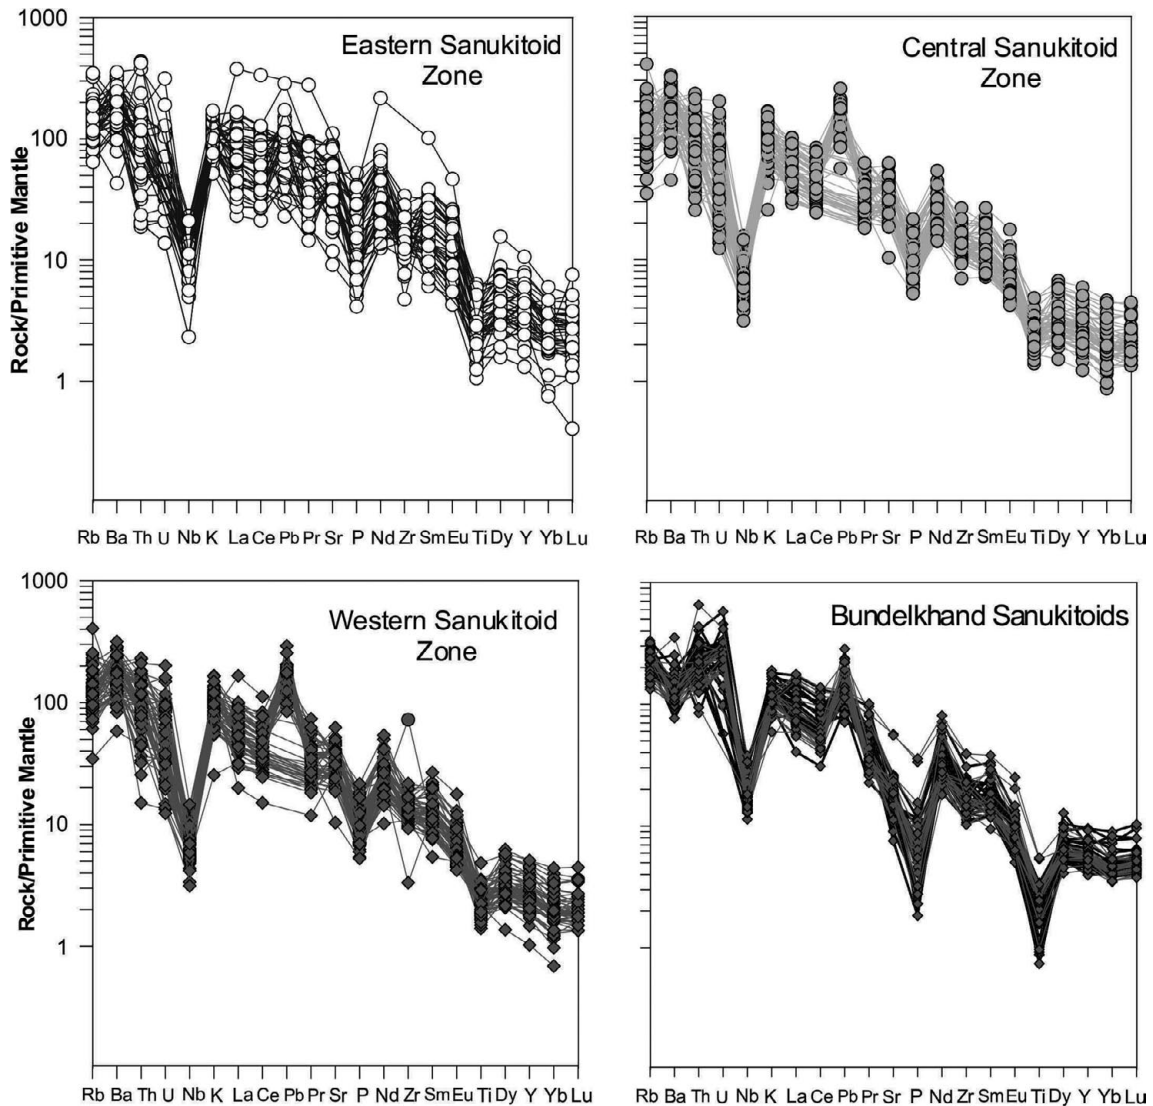 1000
100
10
1
Rock/Primitive Mantle
Eastern Sanukitoid
Zone
Rb Ba Th U Nb K La Ce Pb Pr Sr P Nd Zr Sm Eu Ti Dy Y Yb Lu
Central Sanukitoid
Zone
Rb Ba Th U Nb K La Ce Pb Pr Sr P Nd Zr Sm Eu Ti Dy Y Yb Lu
1000
100
10
1
Rock/Primitive Mantle
Western Sanukitoid
Zone
Rb Ba Th U Nb K La Ce Pb Pr Sr P Nd Zr Sm Eu Ti Dy Y Yb Lu
Bundelkhand Sanukitoids
Rb Ba Th U Nb K La Ce Pb Pr Sr P Nd Zr Sm Eu Ti Dy Y Yb Lu